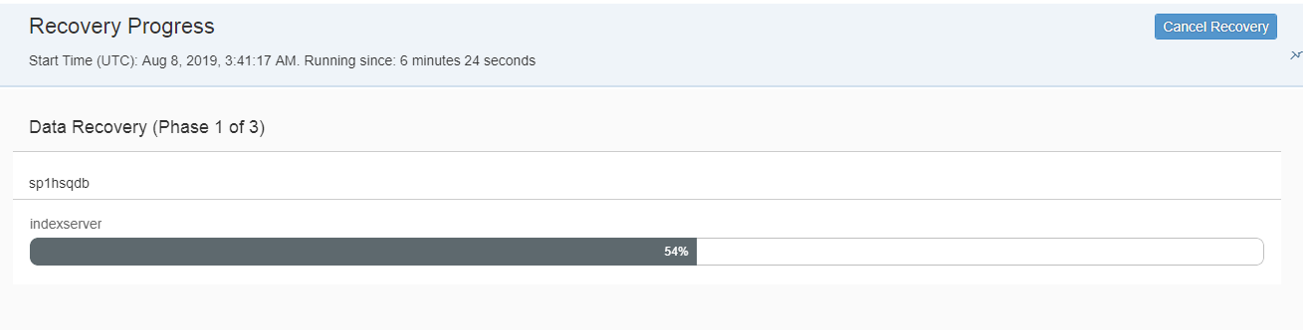 Recovery Progress
Cancel Recovery
Start Time (UTC): Aug 8, 2019, 3:41:17 AM. Running since: 6 minutes 24 seconds
Data Recovery (Phase 1 of 3)
sp1hsqdb
indexserver
54%